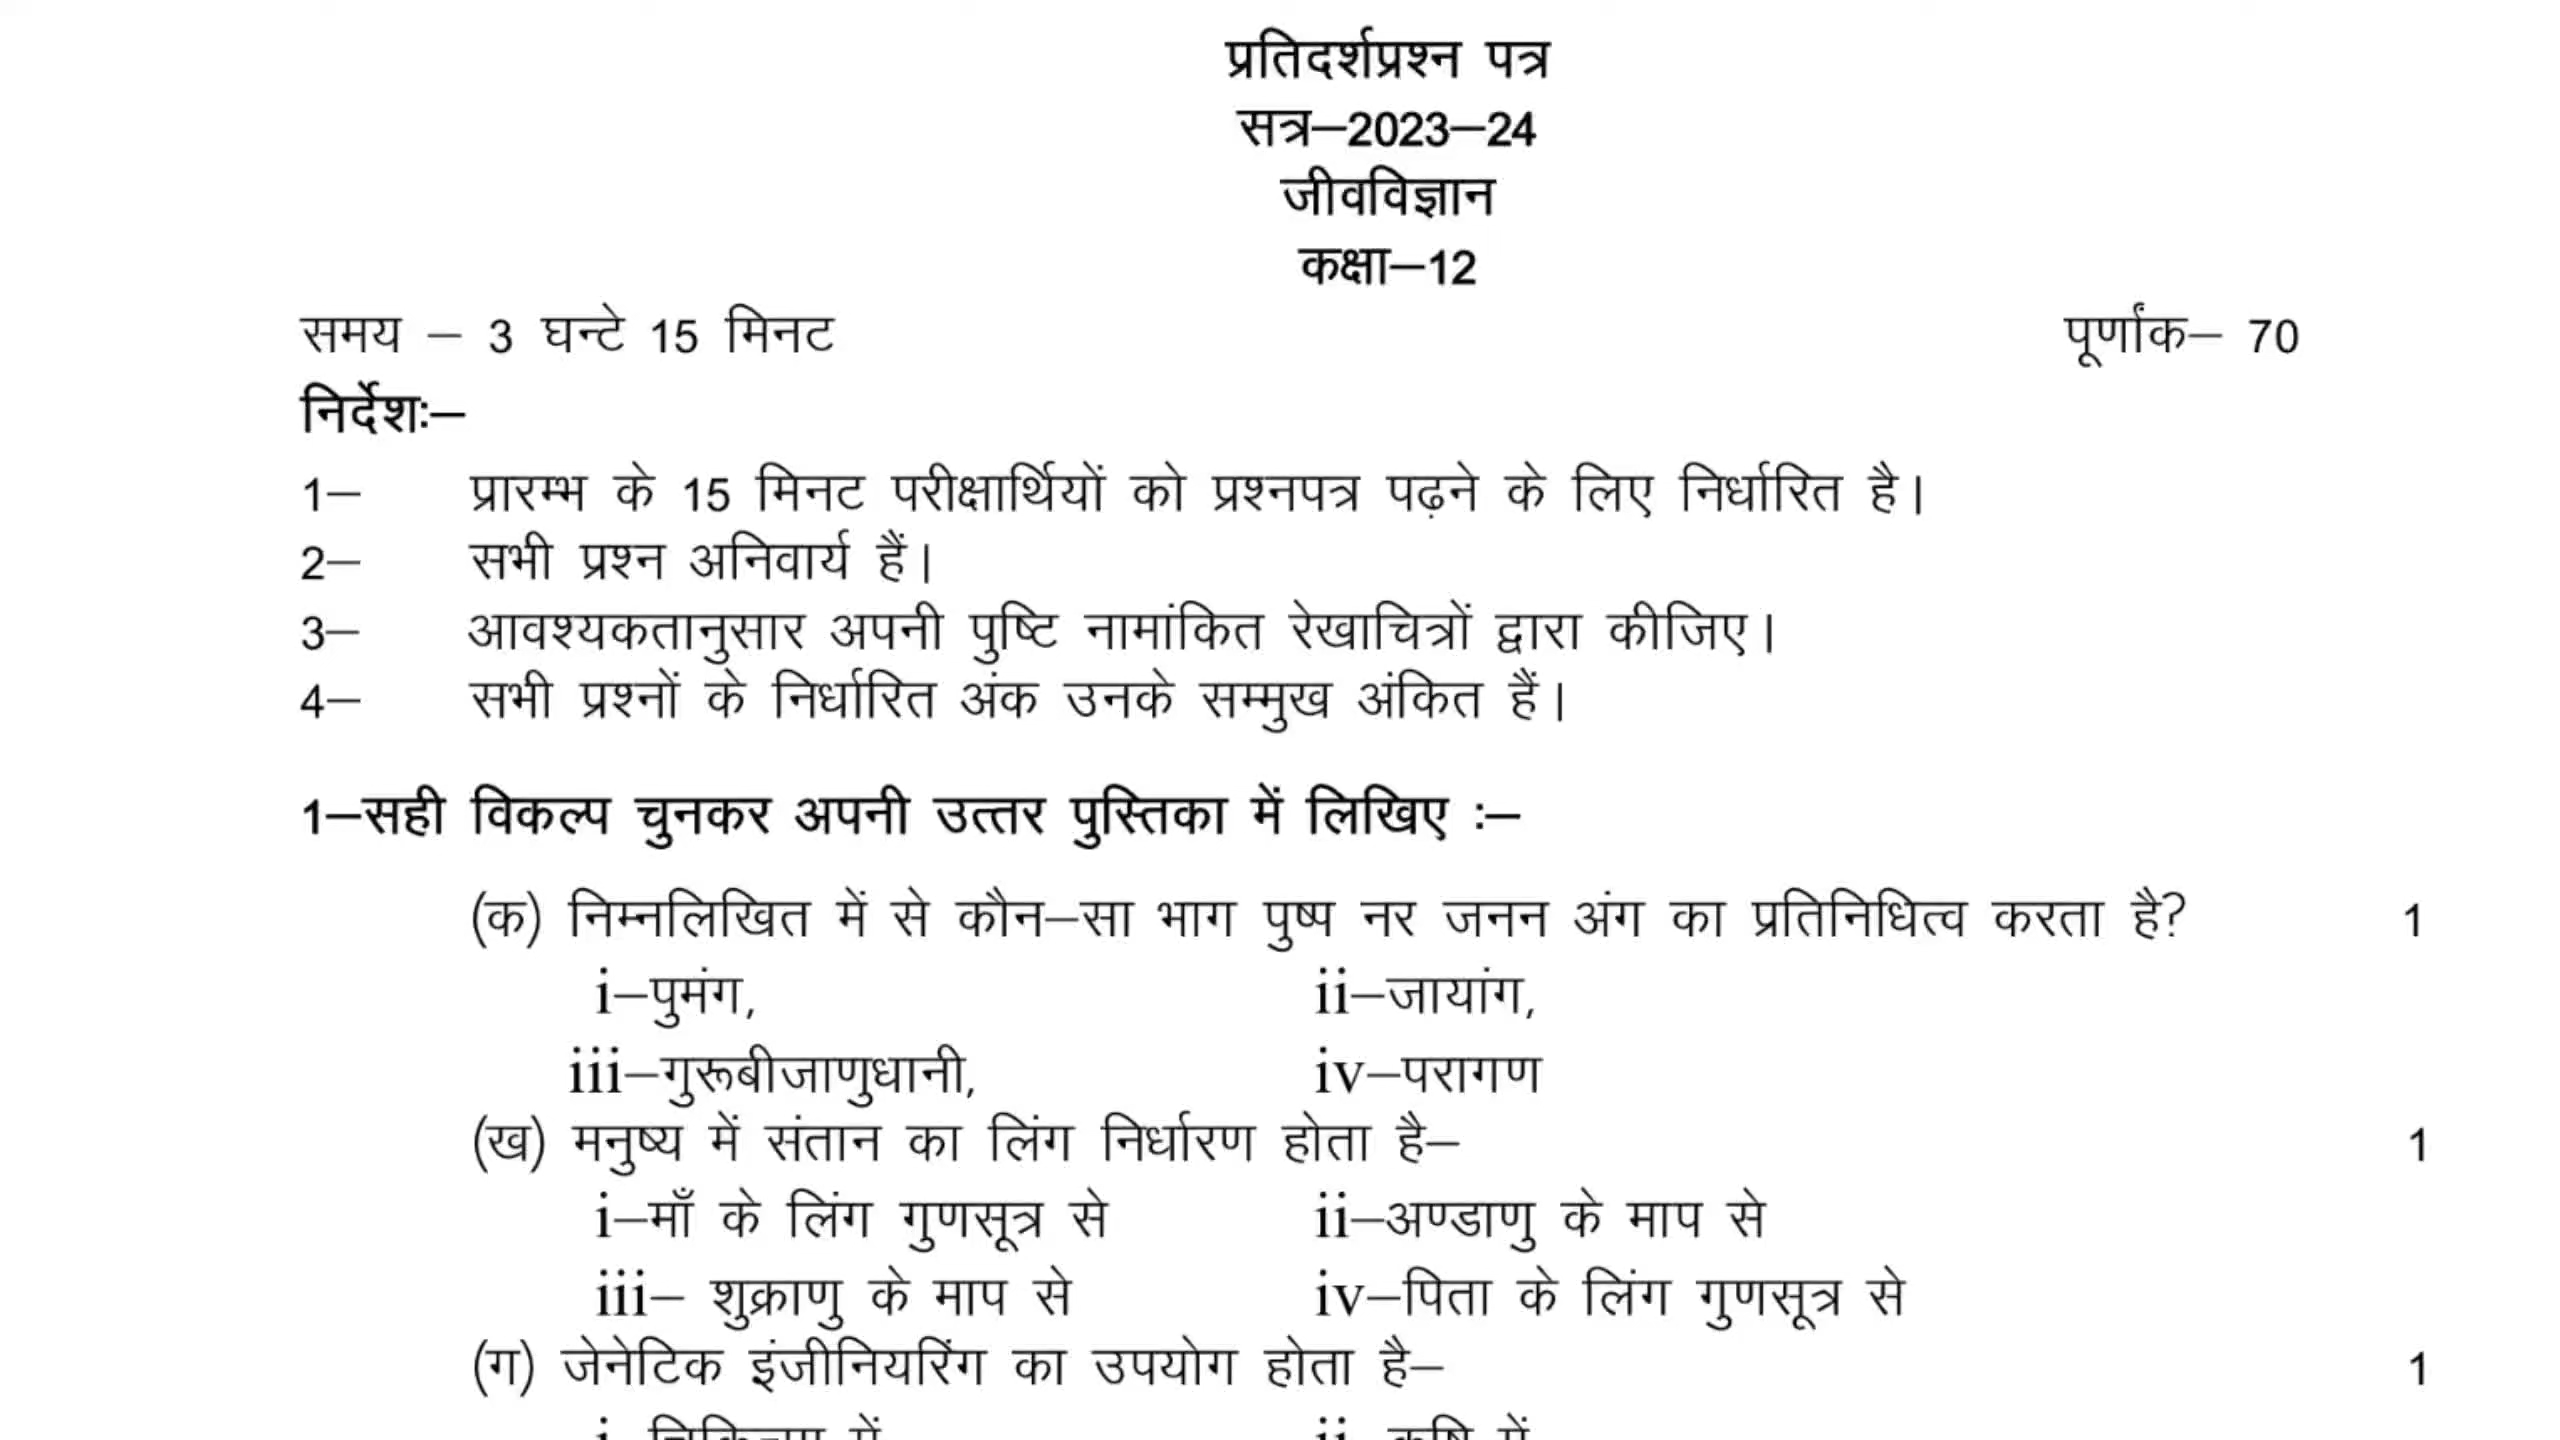 प्रतिदर्शप्रश्न पत्र
सत्र–2023–24
जीवविज्ञान
कक्षा–12
समय – 3 घन्टे 15 मिनट पूर्णांक– 70
निर्देशः–
1– प्रारम्भ के 15 मिनट परीक्षार्थियों को प्रश्नपत्र पढ़ने के लिए निर्धारित है।
2– सभी प्रश्न अनिवार्य हैं।
3– आवश्यकतानुसार अपनी पुष्टि नामांकित रेखाचित्रों द्वारा कीजिए।
4– सभी प्रश्नों के निर्धारित अंक उनके सम्मुख अंकित हैं।
1–सही विकल्प चुनकर अपनी उत्तर पुस्तिका में लिखिए :–
(क) निम्नलिखित में से कौन–सा भाग पुष्प नर जनन अंग का प्रतिनिधित्व करता है? 1
i–पुमंग, ii–जायांग,
iii–गुरूबीजाणुधानी, iv–परागण
(ख) मनुष्य में संतान का लिंग निर्धारण होता है– 1
i–माँ के लिंग गुणसूत्र से ii–अण्डाणु के माप से
iii– शुक्राणु के माप से iv–पिता के लिंग गुणसूत्र से
(ग) जेनेटिक इंजीनियरिंग का उपयोग होता है– 1